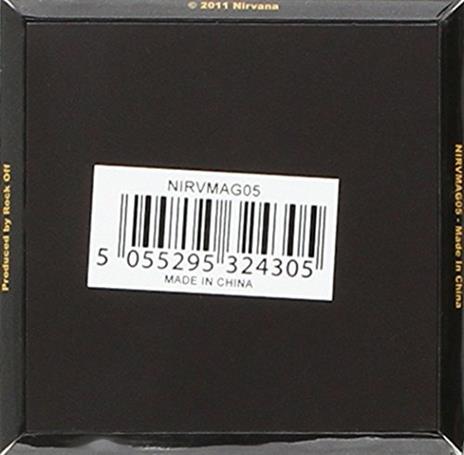 © 2011 Nirvana
Produced by Rock Off
NIRVMAG05
5 055295 324305
MADE IN CHINA
NIRVMAG05 - Made In China